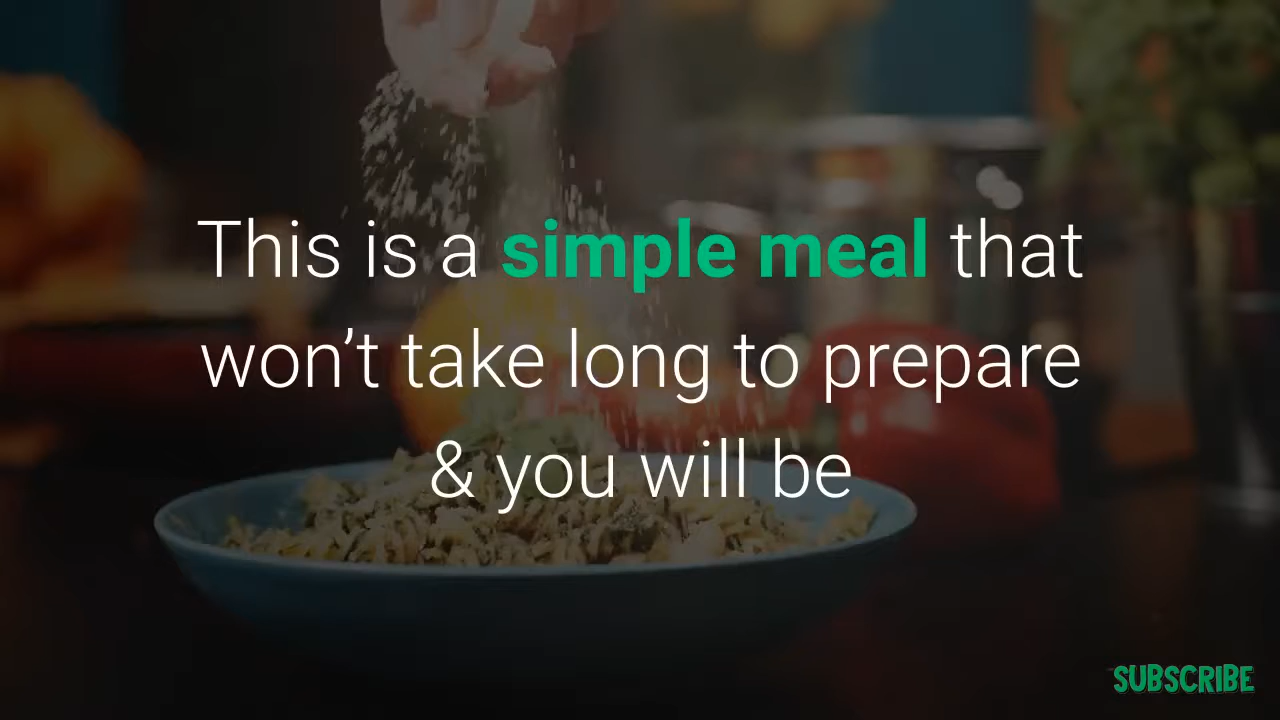 This is a simple meal that
won’t take long to prepare
& you will be
SUBSCRIBE